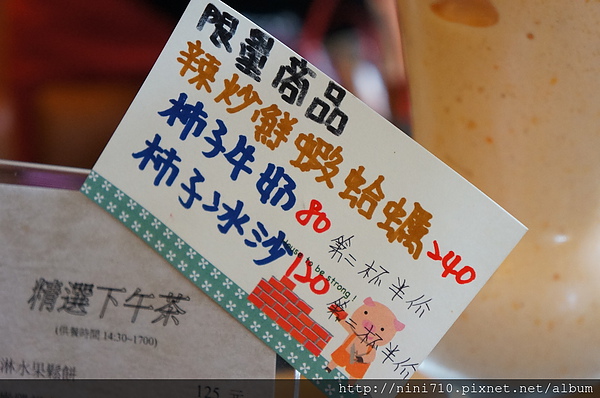 限量商品
辣炒鮮蝦蛤蠣 240
柿子牛奶 80 第二杯半价
柿子冰沙 120 第二杯半价
to be strong!
精選下午茶
(供餐時間 14:30~1700)
淋水果鬆餅
125 元
http://nini710.pixnet.net/album